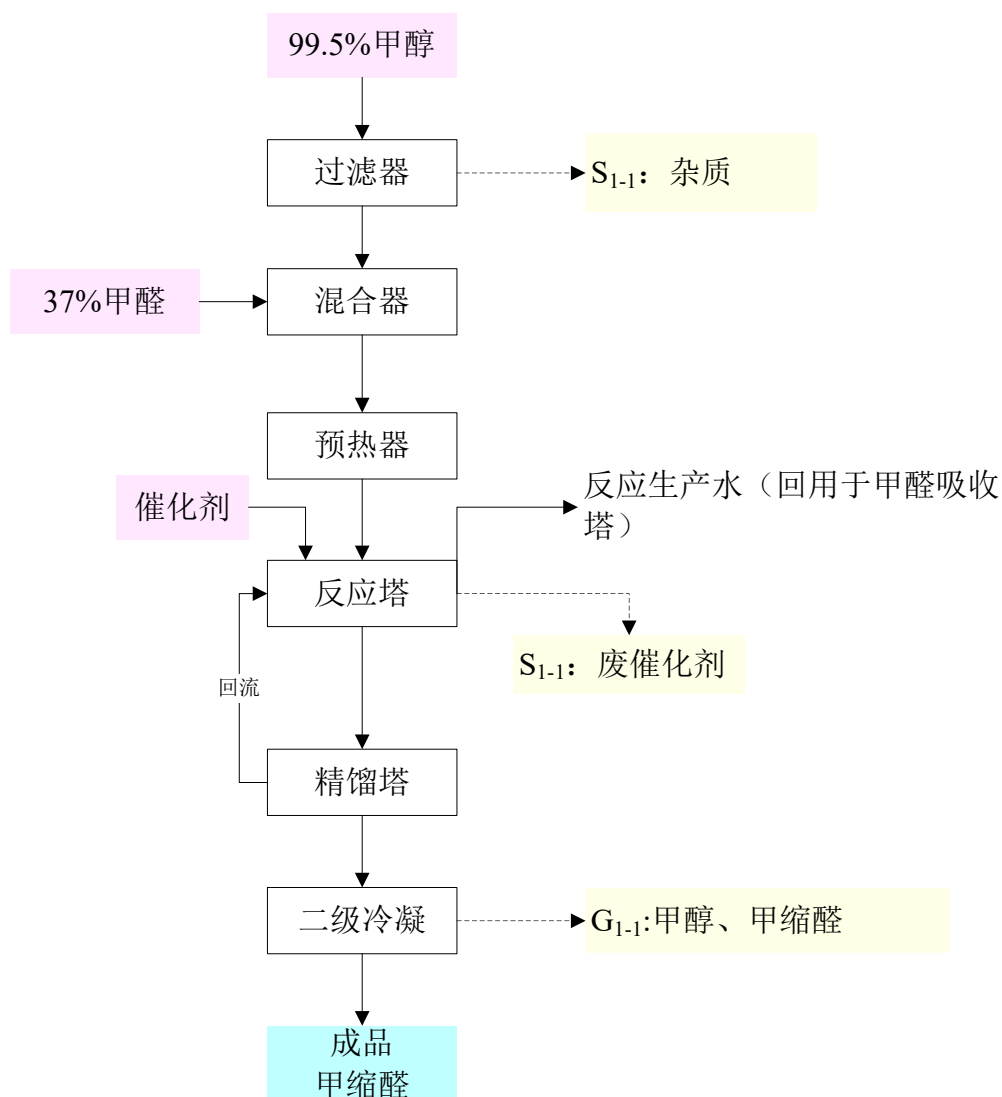 99.5%甲醇
过滤器
S1-1：杂质
37%甲醛
混合器
预热器
催化剂
反应生产水（回用于甲醛吸收
塔）
反应塔
S1-1：废催化剂
回流
精馏塔
二级冷凝
G1-1:甲醇、甲缩醛
成品
甲缩醛